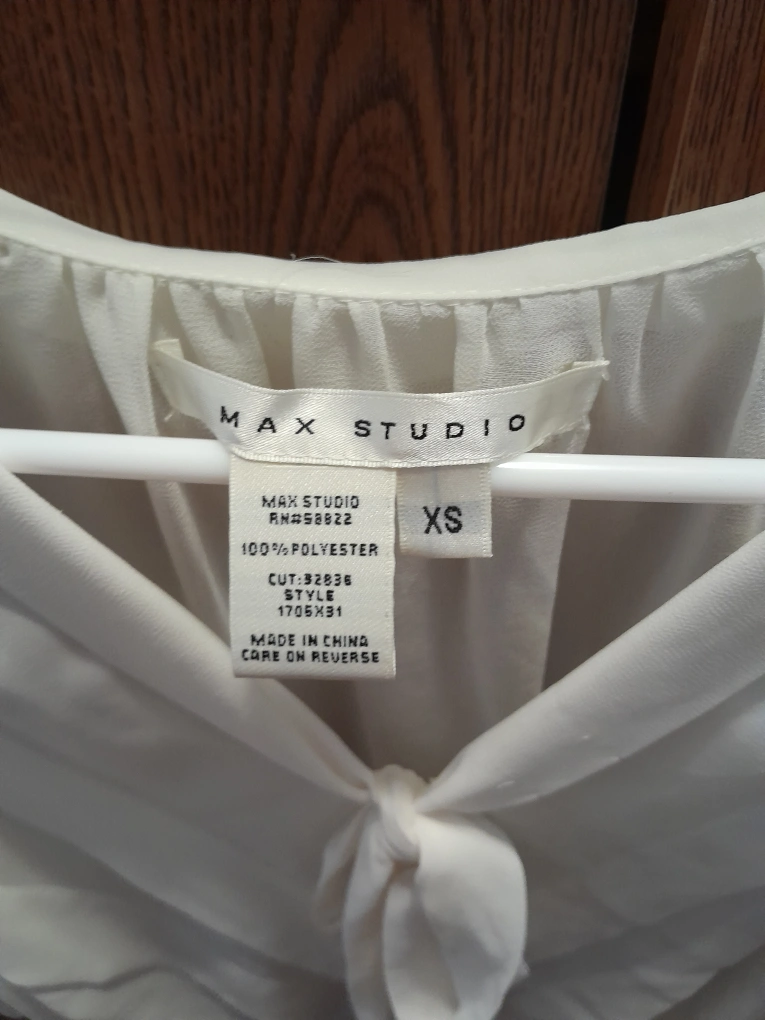 MAX STUDIO
MAX STUDIO
RN#58822
100%POLYESTER
CUT:32836
STYLE
1705X31
MADE IN CHINA
CARE ON REVERSE
XS